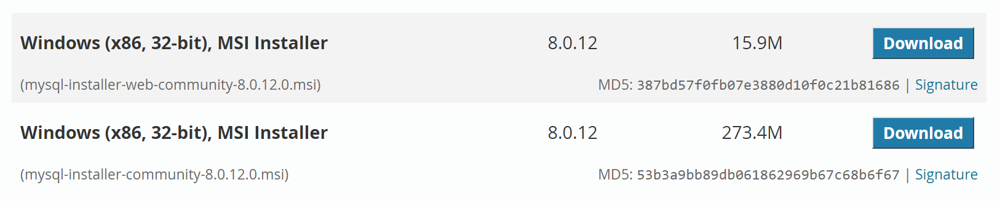 Windows (x86, 32-bit), MSI Installer 8.0.12 15.9M Download
(mysql-installer-web-community-8.0.12.0.msi) MD5: 387bd57f0fb07e3880d10f0c21b81686 | Signature
Windows (x86, 32-bit), MSI Installer 8.0.12 273.4M Download
(mysql-installer-community-8.0.12.0.msi) MD5: 53b3a9bb89db061862969b67c68b6f67 | Signature